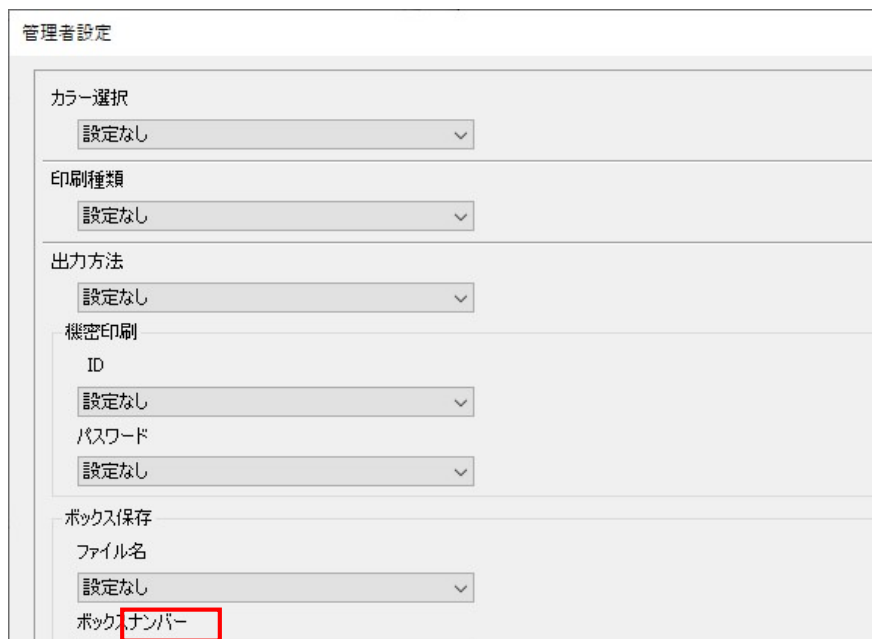 管理者設定
カラー選択
設定なし
印刷種類
設定なし
出力方法
設定なし
機密印刷
ID
設定なし
パスワード
設定なし
ボックス保存
ファイル名
設定なし
ボックスナンバー